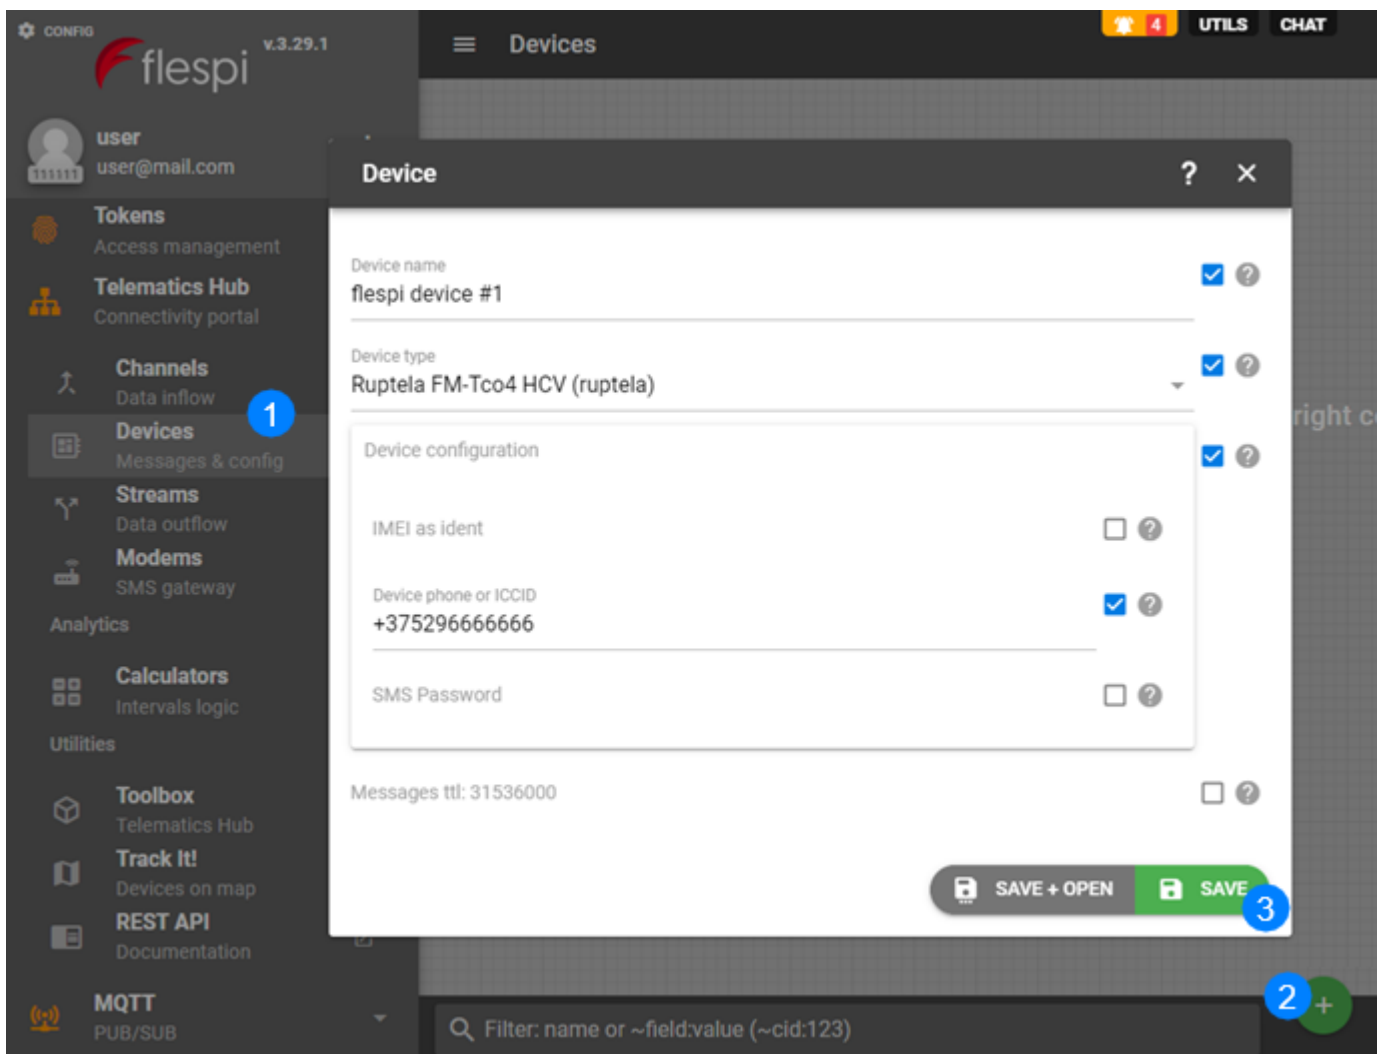 CONFIG
flespi
v.3.29.1
Devices
4
UTILS
CHAT
111111
user
user@mail.com
Tokens
Access management
Telematics Hub
Connectivity portal
Channels
Data inflow
1
Devices
Messages & config
Streams
Data outflow
Modems
SMS gateway
Analytics
Calculators
Intervals logic
Utilities
Toolbox
Telematics Hub
Track It!
Devices on map
REST API
Documentation
MQTT
PUB/SUB
Device
?
Device name
flespi device #1
Device type
Ruptela FM-Tco4 HCV (ruptela)
Device configuration
IMEI as ident
Device phone or ICCID
+375296666666
SMS Password
Messages ttl: 31536000
SAVE + OPEN
SAVE
3
right
2
+
Filter: name or ~field:value (~cid:123)